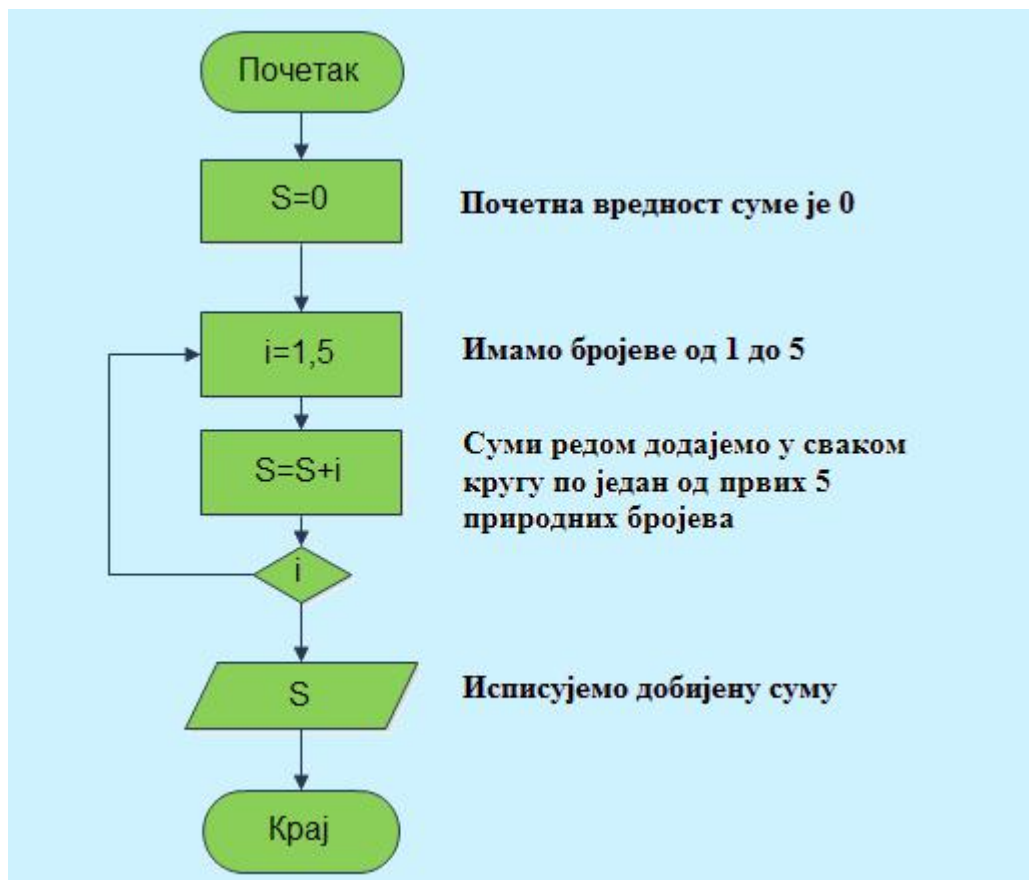 Почетак
S=0
Почетна вредност суме је 0
i=1,5
Имамо бројеве од 1 до 5
S=S+i
Суми редом додајемо у сваком
кругу по један од првих 5
природних бројева
i
S
Исписујемо добијену суму
Крај